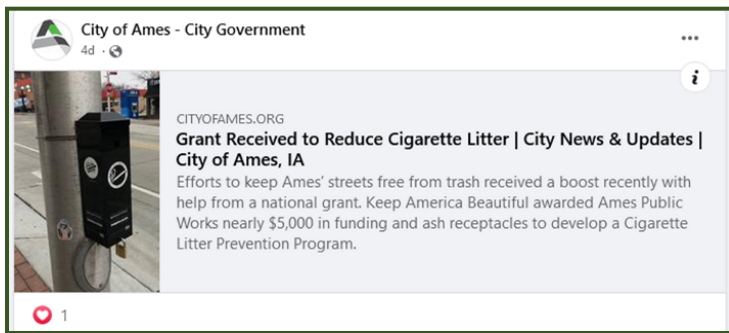 City of Ames - City Government
4d ·
CITYOFAMES.ORG
Grant Received to Reduce Cigarette Litter | City News & Updates |
City of Ames, IA
Efforts to keep Ames' streets free from trash received a boost recently with
help from a national grant. Keep America Beautiful awarded Ames Public
Works nearly $5,000 in funding and ash receptacles to develop a Cigarette
Litter Prevention Program.
1